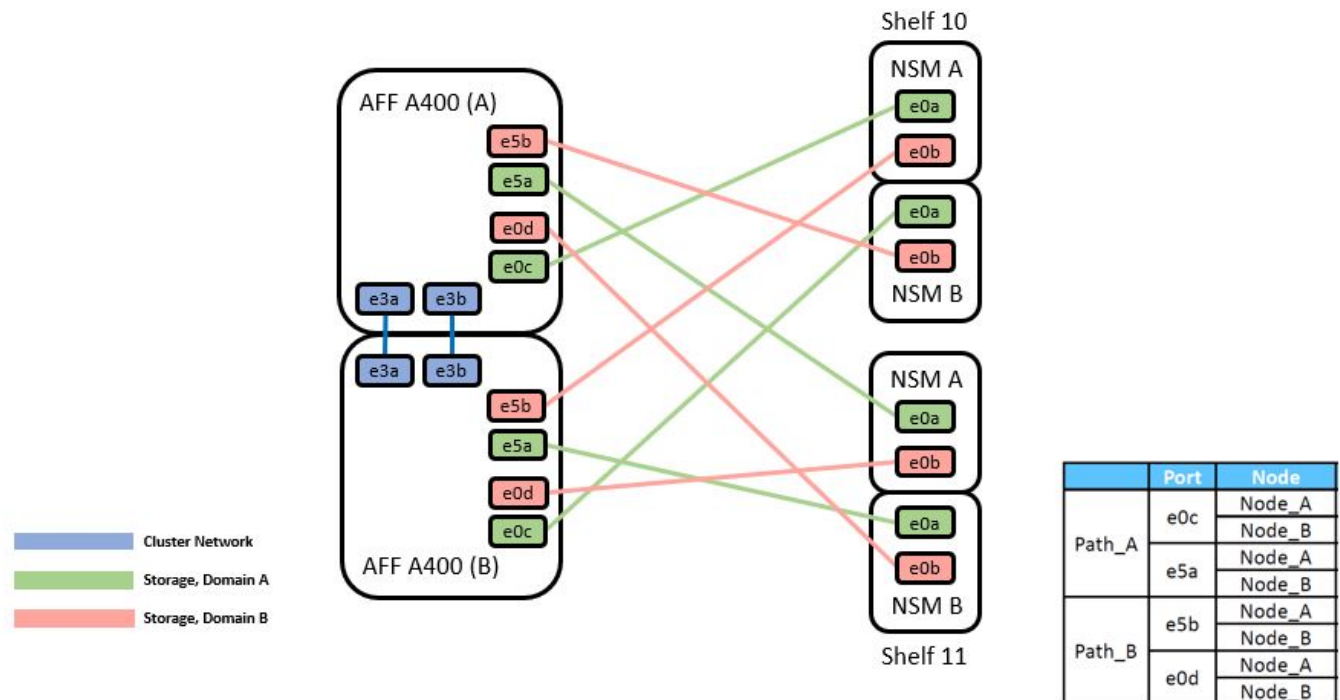 Shelf 10
AFF A400 (A)
e5b
e5a
e0d
e0c
e3a e3b
e3a e3b
e5b
e5a
e0d
e0c
AFF A400 (B)
NSM A
e0a
e0b
e0a
e0b
NSM B
NSM A
e0a
e0b
e0a
e0b
NSM B
Shelf 11
Cluster Network
Storage, Domain A
Storage, Domain B
Port Node
Path_A e0c Node_A
Node_B
e5a Node_A
Node_B
Path_B e5b Node_A
Node_B
e0d Node_A
Node_B